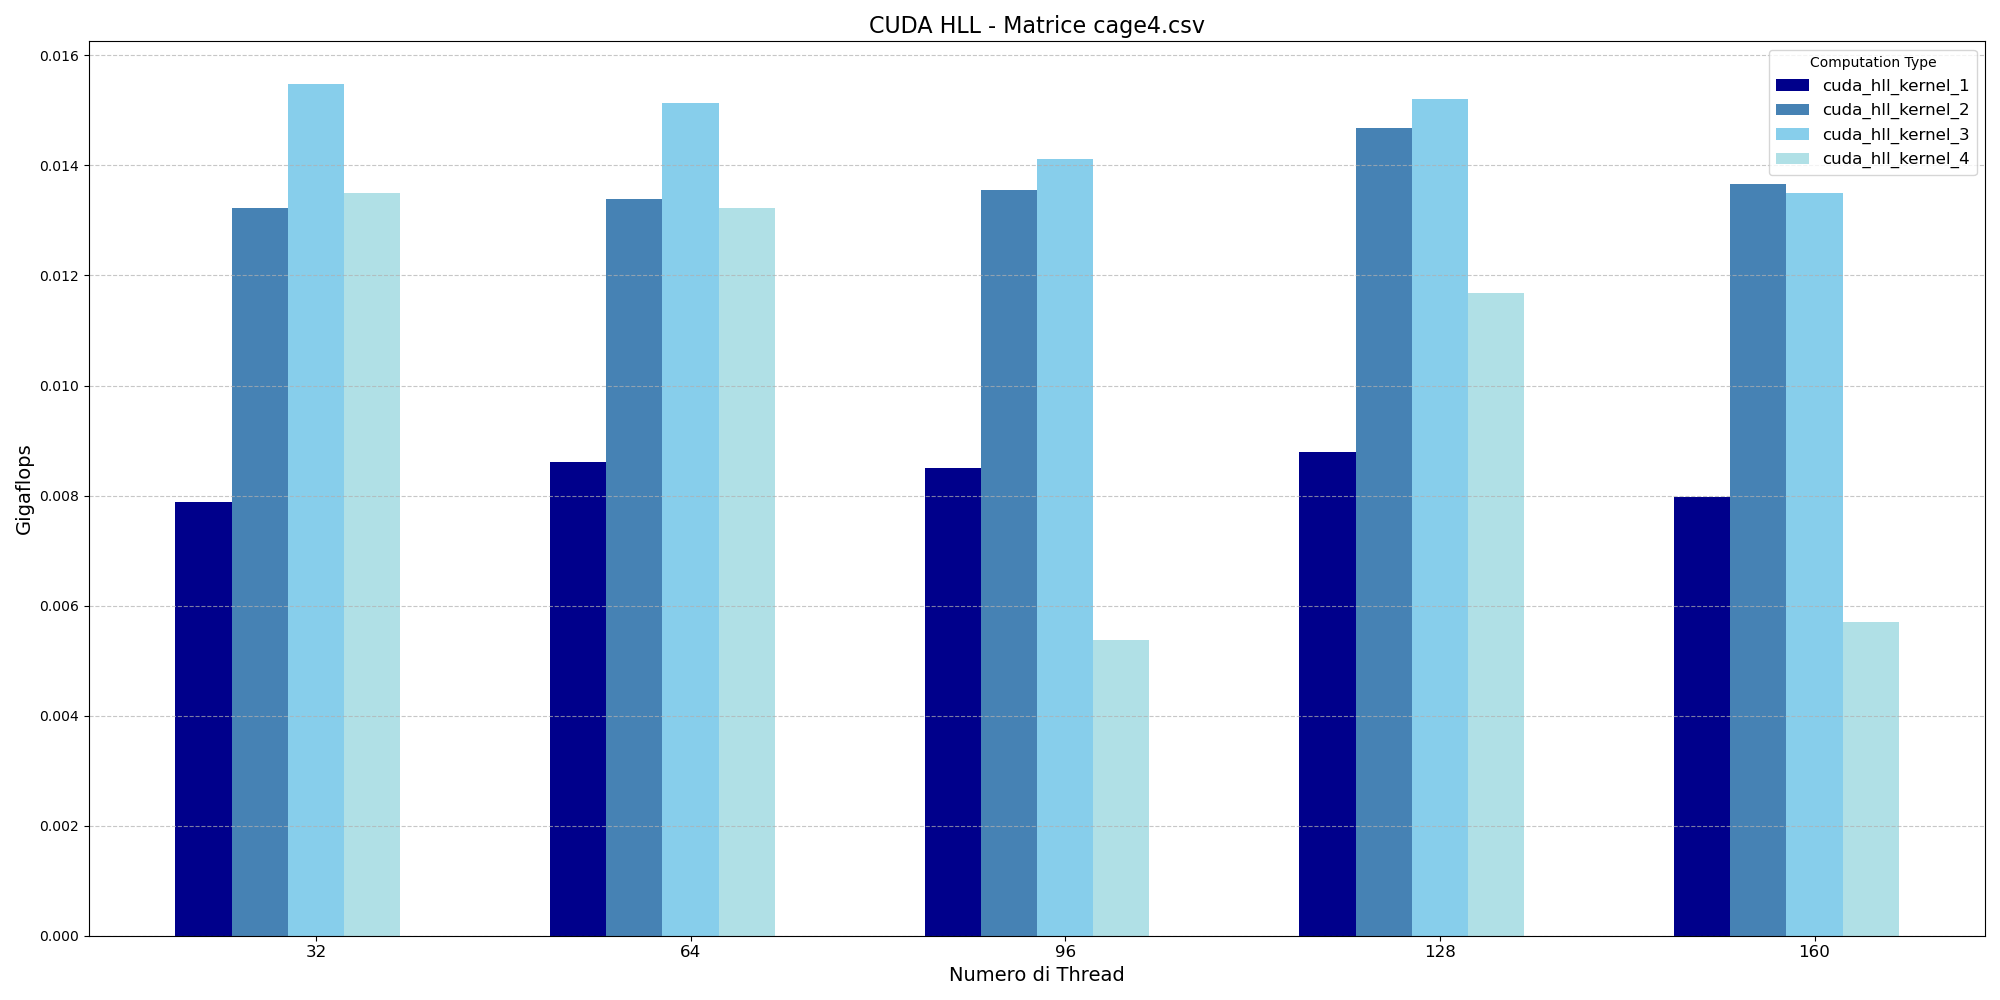 CUDA HLL - Matrice cage4.csv
Computation Type
cuda_hll_kernel_1
cuda_hll_kernel_2
cuda_hll_kernel_3
cuda_hll_kernel_4
Gigaflops
0.016
0.014
0.012
0.010
0.008
0.006
0.004
0.002
0.000
32 64 96 128 160
Numero di Thread